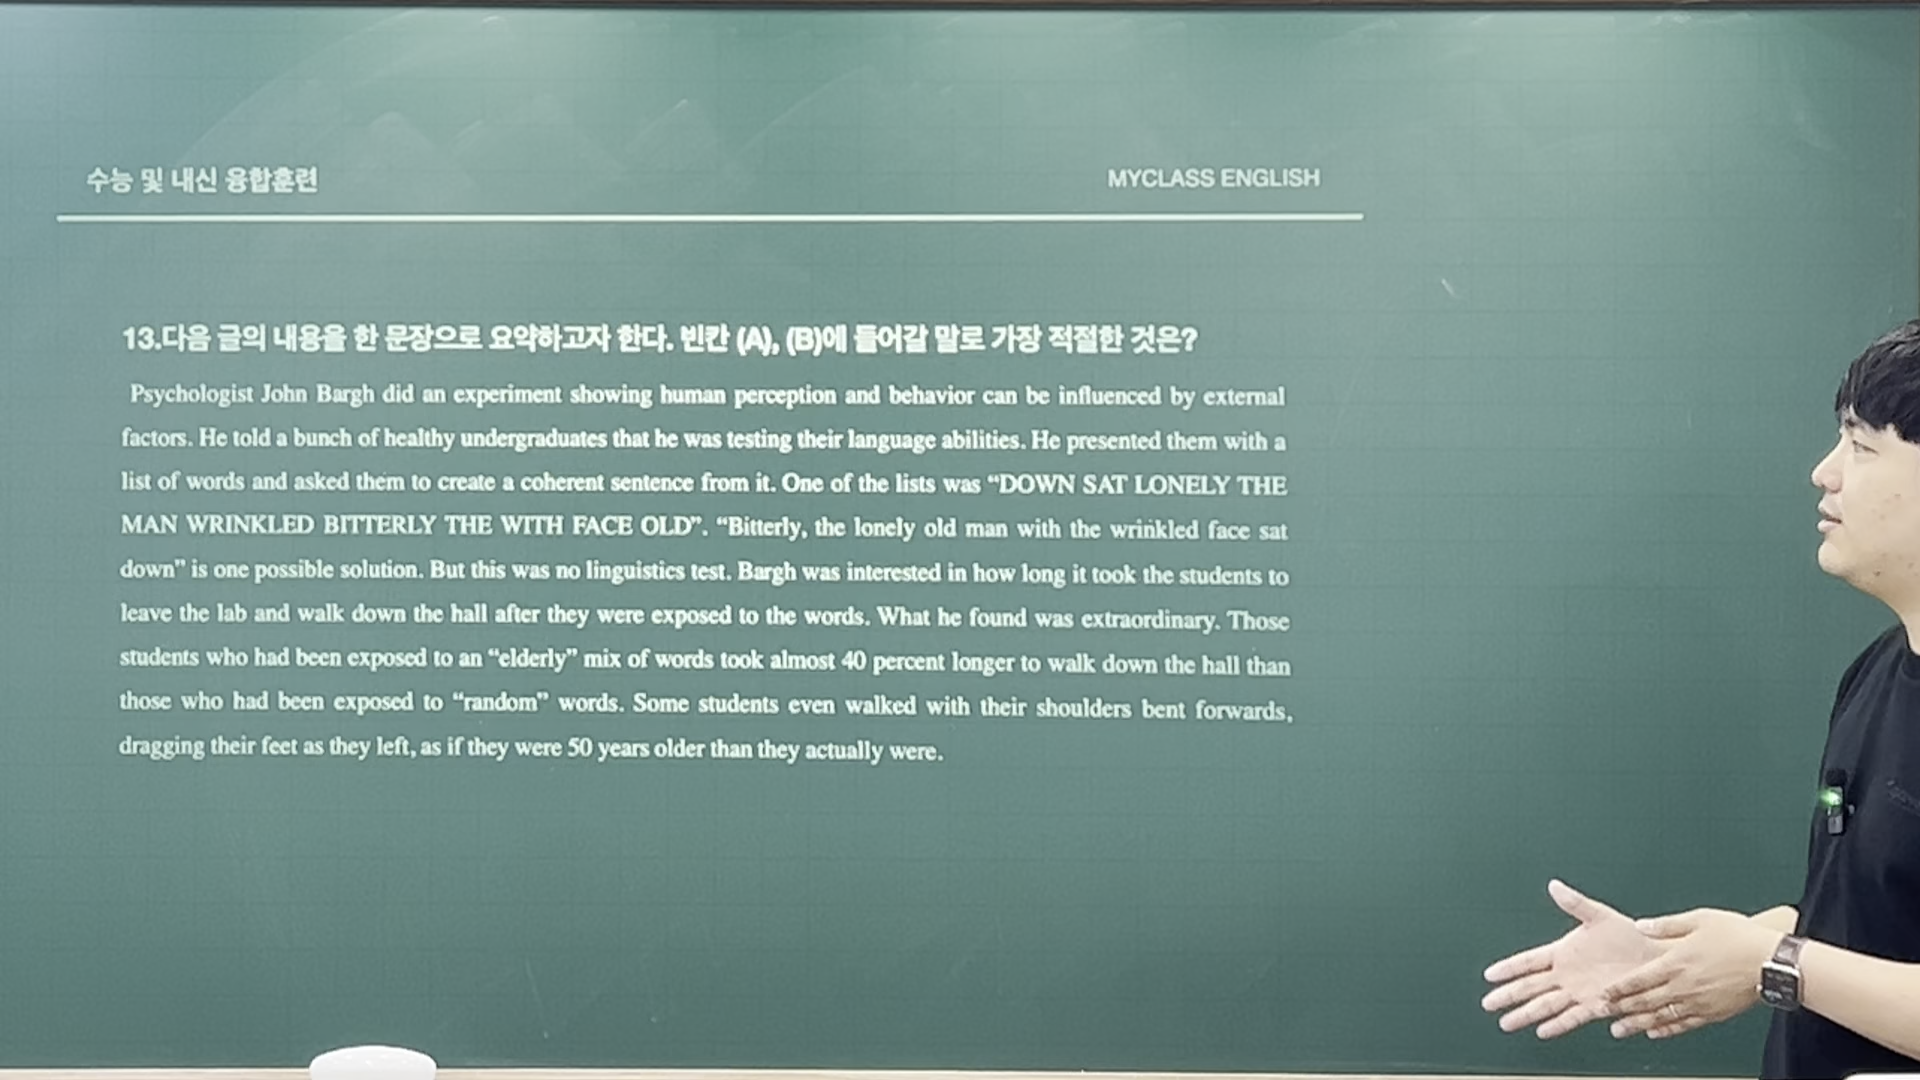 수능 및 내신 융합훈련
MYCLASS ENGLISH
13.다음 글의 내용을 한 문장으로 요약하고자 한다. 빈칸 (A), (B)에 들어갈 말로 가장 적절한 것은?
Psychologist John Bargh did an experiment showing human perception and behavior can be influenced by external
factors. He told a bunch of healthy undergraduates that he was testing their language abilities. He presented them with a
list of words and asked them to create a coherent sentence from it. One of the lists was “DOWN SAT LONELY THE
MAN WRINKLED BITTERLY THE WITH FACE OLD”. “Bitterly, the lonely old man with the wrinkled face sat
down” is one possible solution. But this was no linguistics test. Bargh was interested in how long it took the students to
leave the lab and walk down the hall after they were exposed to the words. What he found was extraordinary. Those
students who had been exposed to an “elderly” mix of words took almost 40 percent longer to walk down the hall than
those who had been exposed to “random” words. Some students even walked with their shoulders bent forwards,
dragging their feet as they left, as if they were 50 years older than they actually were.